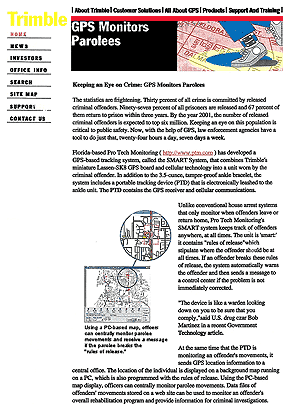 | About Trimble | Customer Solutions | All About GPS | Products | Support And Training |
Trimble
HOME
NEWS
INVESTORS
OFFICE INFO
SEARCH
SITE MAP
SUPPORT
CONTACT US
GPS Monitors
Parolees
Keeping an Eye on Crime: GPS Monitors Parolees
The statistics are frightening. Thirty percent of all crime is committed by released
criminal offenders. Ninety-seven percent of all prisoners are released and 67 percent of
them return to prison within three years. By the year 2001, the number of released
criminal offenders is expected to top six million. Keeping an eye on this population is
critical to public safety. Now, with the help of GPS, law enforcement agencies have a
tool to do just that, twenty-four hours a day, seven days a week.
Florida-based Pro Tech Monitoring ( http://www.ptm.com ) has developed a
GPS-based tracking system, called the SMART System, that combines Trimble's
miniature Lassen-SK8 GPS board and cellular technology into a unit worn by the
criminal offender. In addition to the 3.5-ounce, tamper-proof ankle bracelet, the
system includes a portable tracking device (PTD) that is electronically leashed to the
ankle unit. The PTD contains the GPS receiver and cellular communications.
Unlike conventional house arrest systems
that only monitor when offenders leave or
return home, Pro Tech Monitoring's
SMART system keeps track of offenders
anywhere, at all times. The unit is 'smart'
it contains "rules of release" which
stipulate where the offender should be at
all times. If an offender breaks these rules
of release, the system automatically warns
the offender and then sends a message to
a control center if the problem is not
immediately corrected.
Using a PC-based map, officers
can centrally monitor parolee
movements and receive a message
if the parolee breaks the
"rules of release."
"The device is like a warden looking
down on you to be sure that you
comply," said U.S. drug czar Bob
Martinez in a recent Government
Technology article.
At the same time that the PTD is
monitoring an offender's movements, it
sends GPS location information to a
central office. The location of the individual is displayed on a background map running
on a PC, which is also programmed with the rules of release. Using the PC-based
map display, officers can centrally monitor parolee movements. Data files of
offenders' movements stored on a web site can be used to monitor an offender's
overall rehabilitation program and provide information for criminal investigations.